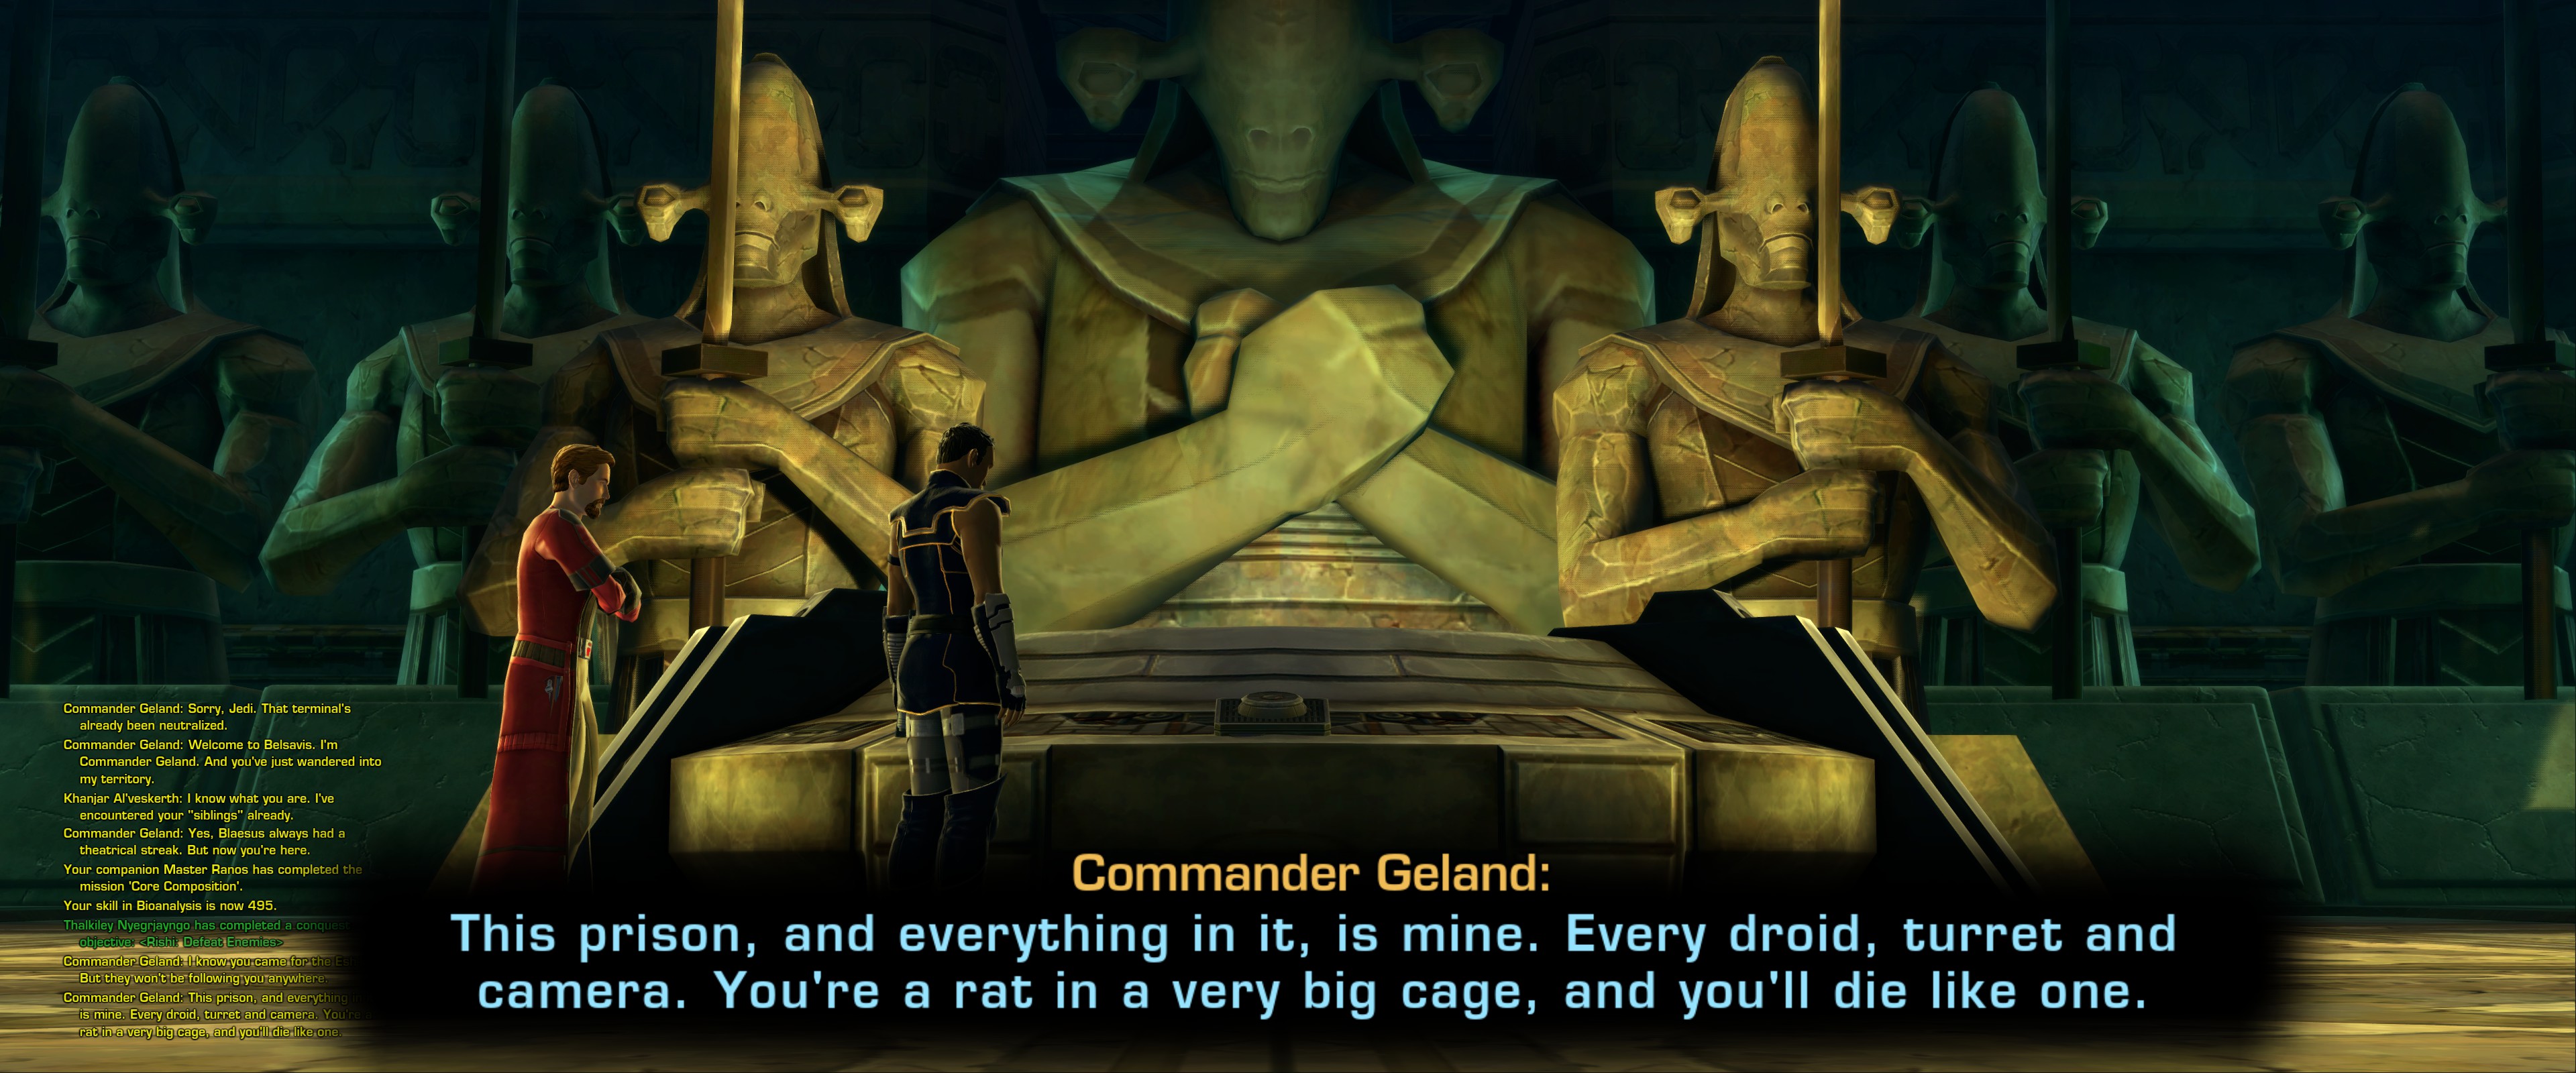 Commander Geland: Sorry, Jedi. That terminal's
already been neutralized.
Commander Geland: Welcome to Belsavis. I'm
Commander Geland. And you've just wandered into
my territory.
Khanjar Al'veskerth: I know what you are. I've
encountered your "siblings" already.
Commander Geland: Yes, Blaesus always had a
theatrical streak. But now you're here.
Your companion Master Ranos has completed the
mission 'Core Composition'.
Your skill in Bioanalysis is now 495.
Thalkiley Nyegrjayngo has completed a conquest
objective: <Rishi: Defeat Enemies>
Commander Geland: I know you came for the
But they won't be following you anywhere.
Commander Geland: This prison, and everything in
is mine. Every droid, turret and camera. You're a
rat in a very big cage, and you'll die like one.
Commander Geland:
This prison, and everything in it, is mine. Every droid, turret and
camera. You're a rat in a very big cage, and you'll die like one.